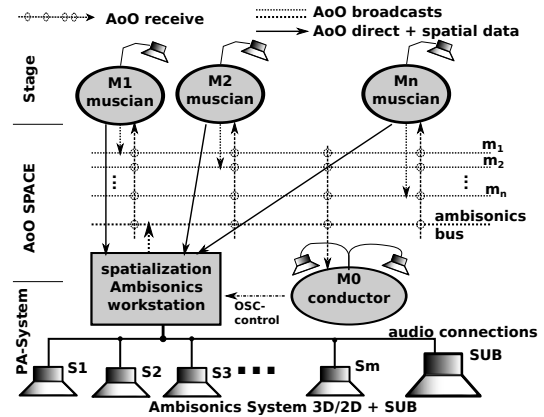 AoO receive
AoO broadcasts
AoO direct + spatial data
Stage
M1
muscian
M2
muscian
Mn
muscian
AoO SPACE
m1
m2
mn
ambisonics
bus
spatialization
Ambisonics
workstation
OSC-
control
M0
conductor
PA-System
audio connections
S1
S2
S3
Sm
SUB
Ambisonics System 3D/2D + SUB